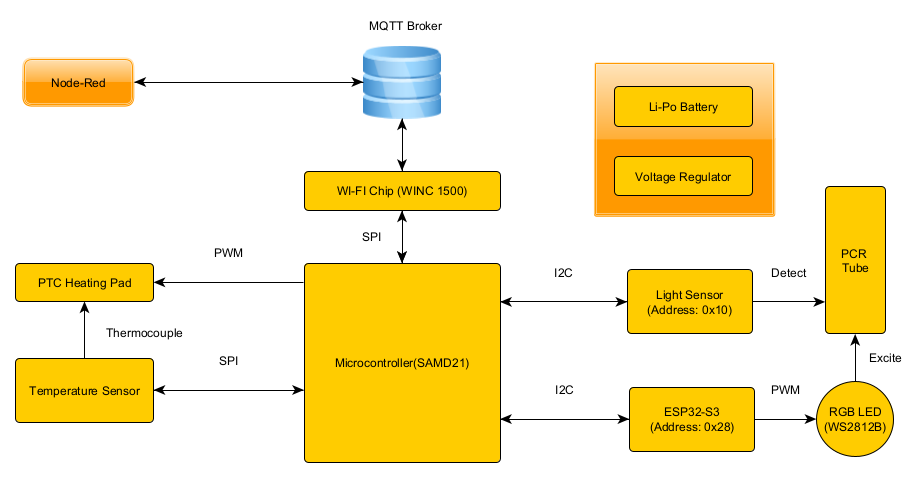 MQTT Broker
Node-Red
Li-Po Battery
Voltage Regulator
WI-FI Chip (WINC 1500)
SPI
PWM
I2C
Detect
PCR
Tube
PTC Heating Pad
Light Sensor
(Address: 0x10)
Thermocouple
Microcontroller(SAMD21)
SPI
Temperature Sensor
I2C
ESP32-S3
(Address: 0x28)
PWM
Excite
RGB LED
(WS2812B)